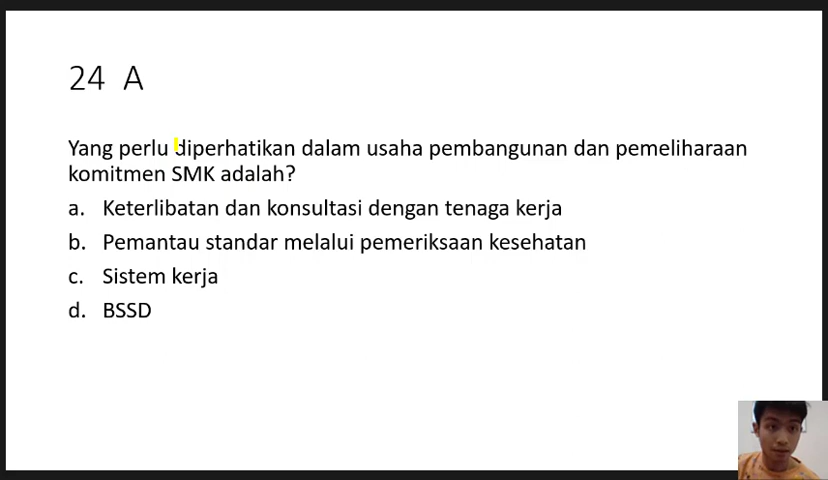 24 A
Yang perlu diperhatikan dalam usaha pembangunan dan pemeliharaan
komitmen SMK adalah?
a. Keterlibatan dan konsultasi dengan tenaga kerja
b. Pemantau standar melalui pemeriksaan kesehatan
c. Sistem kerja
d. BSSD